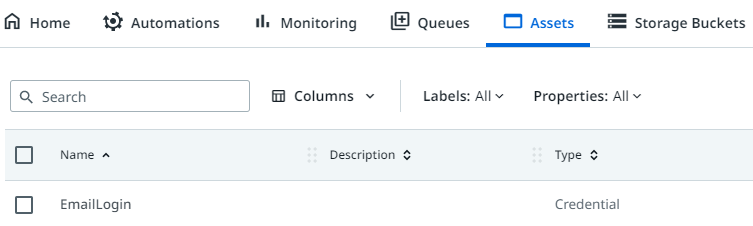 Home Automations Monitoring Queues Assets Storage Buckets
Search Columns Labels: All Properties: All
Name Description Type
EmailLogin Credential